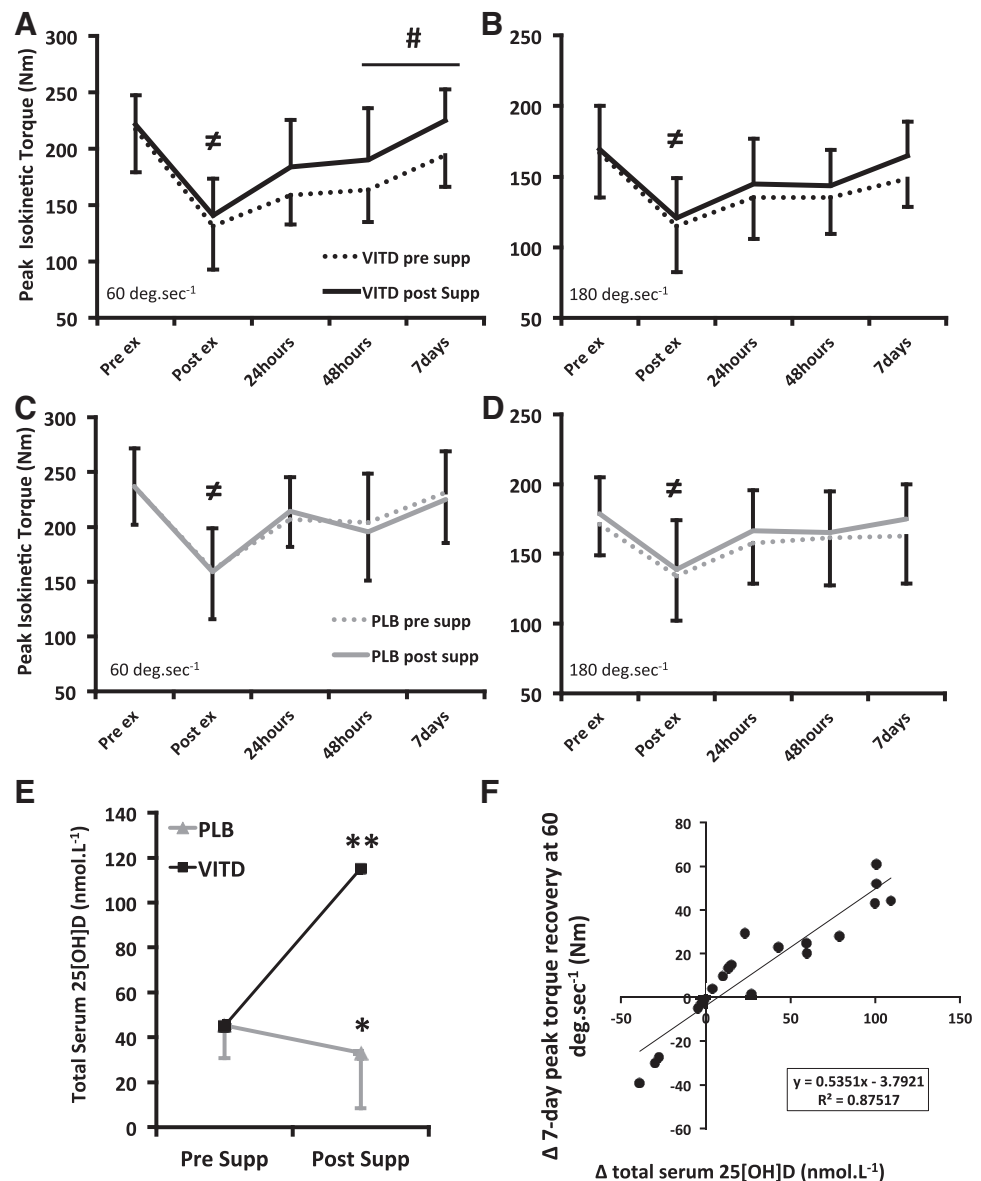 A
300
250
200
150
100
50
Peak Isokinetic Torque (Nm)
≠
#
VITD pre supp
VITD post Supp
60 deg.sec⁻¹
Pre ex
Post ex
24hours
48hours
7days
B
250
200
150
100
50
≠
180 deg.sec⁻¹
Pre ex
Post ex
24hours
48hours
7days
C
300
250
200
150
100
50
Peak Isokinetic Torque (Nm)
≠
PLB pre supp
PLB post supp
60 deg.sec⁻¹
Pre ex
Post ex
24hours
48hours
7days
D
250
200
150
100
50
≠
180 deg.sec⁻¹
Pre ex
Post ex
24hours
48hours
7days
E
140
120
100
80
60
40
20
0
Total Serum 25[OH]D (nmol.L⁻¹)
PLB
VITD
**
*
Pre Supp
Post Supp
F
Δ 7-day peak torque recovery at 60
deg.sec⁻¹ (Nm)
80
60
40
20
0
-20
-40
-60
-50
0
50
100
150
y = 0.5351x - 3.7921
R² = 0.87517
Δ total serum 25[OH]D (nmol.L⁻¹)